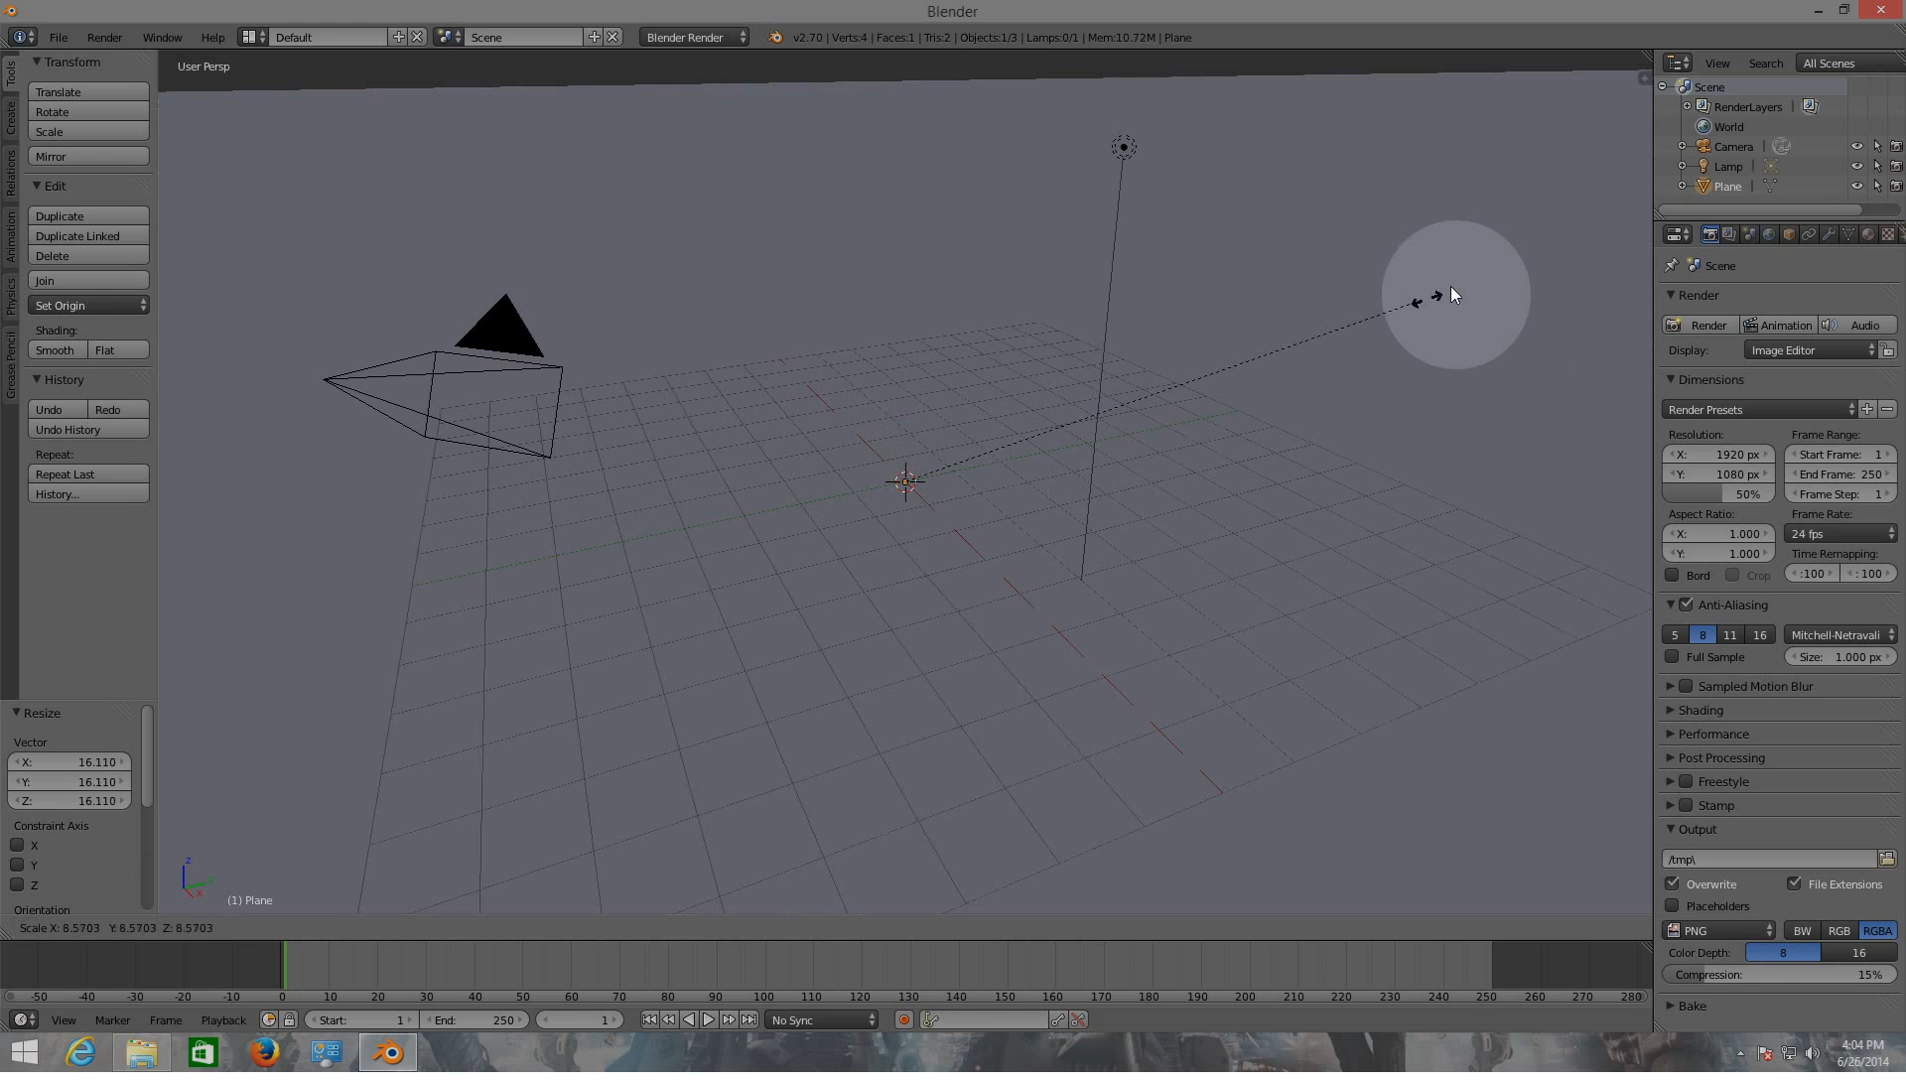 Blender
File Render Window Help Default Scene Blender Render v2.70 | Verts:4 | Faces:1 | Tris:2 | Objects:1/3 | Lamps:0/1 | Mem:10.72M | Plane
Tools
Create
Relations
Animation
Physics
Grease Pencil
Transform
Translate
Rotate
Scale
Mirror
Edit
Duplicate
Duplicate Linked
Delete
Join
Set Origin
Shading:
Smooth Flat
History
Undo Redo
Undo History
Repeat:
Repeat Last
History...
Resize
Vector
X: 16.110
Y: 16.110
Z: 16.110
Constraint Axis
X
Y
Z
Orientation
User Persp
z
x
(1) Plane
Scale X: 8.5703 Y: 8.5703 Z: 8.5703
View Search All Scenes
Scene
RenderLayers |
World
Camera |
Lamp |
Plane |
Scene
Render
Render Animation Audio
Display: Image Editor
Dimensions
Render Presets
Resolution: Frame Range:
X: 1920 px Start Frame: 1
Y: 1080 px End Frame: 250
50% Frame Step: 1
Aspect Ratio: Frame Rate:
X: 1.000 24 fps
Y: 1.000 Time Remapping:
Bord Crop :100 : 100
Anti-Aliasing
5 8 11 16 Mitchell-Netravali
Full Sample Size: 1.000 px
Sampled Motion Blur
Shading
Performance
Post Processing
Freestyle
Stamp
Output
/tmp\
Overwrite File Extensions
Placeholders
PNG BW RGB RGBA
Color Depth: 8 16
Compression: 15%
Bake
-50 -40 -30 -20 -10 0 10 20 30 40 50 60 70 80 90 100 110 120 130 140 150 160 170 180 190 200 210 220 230 240 250 260 270 280
View Marker Frame Playback Start: 1 End: 250 1 No Sync
4:04 PM
6/26/2014